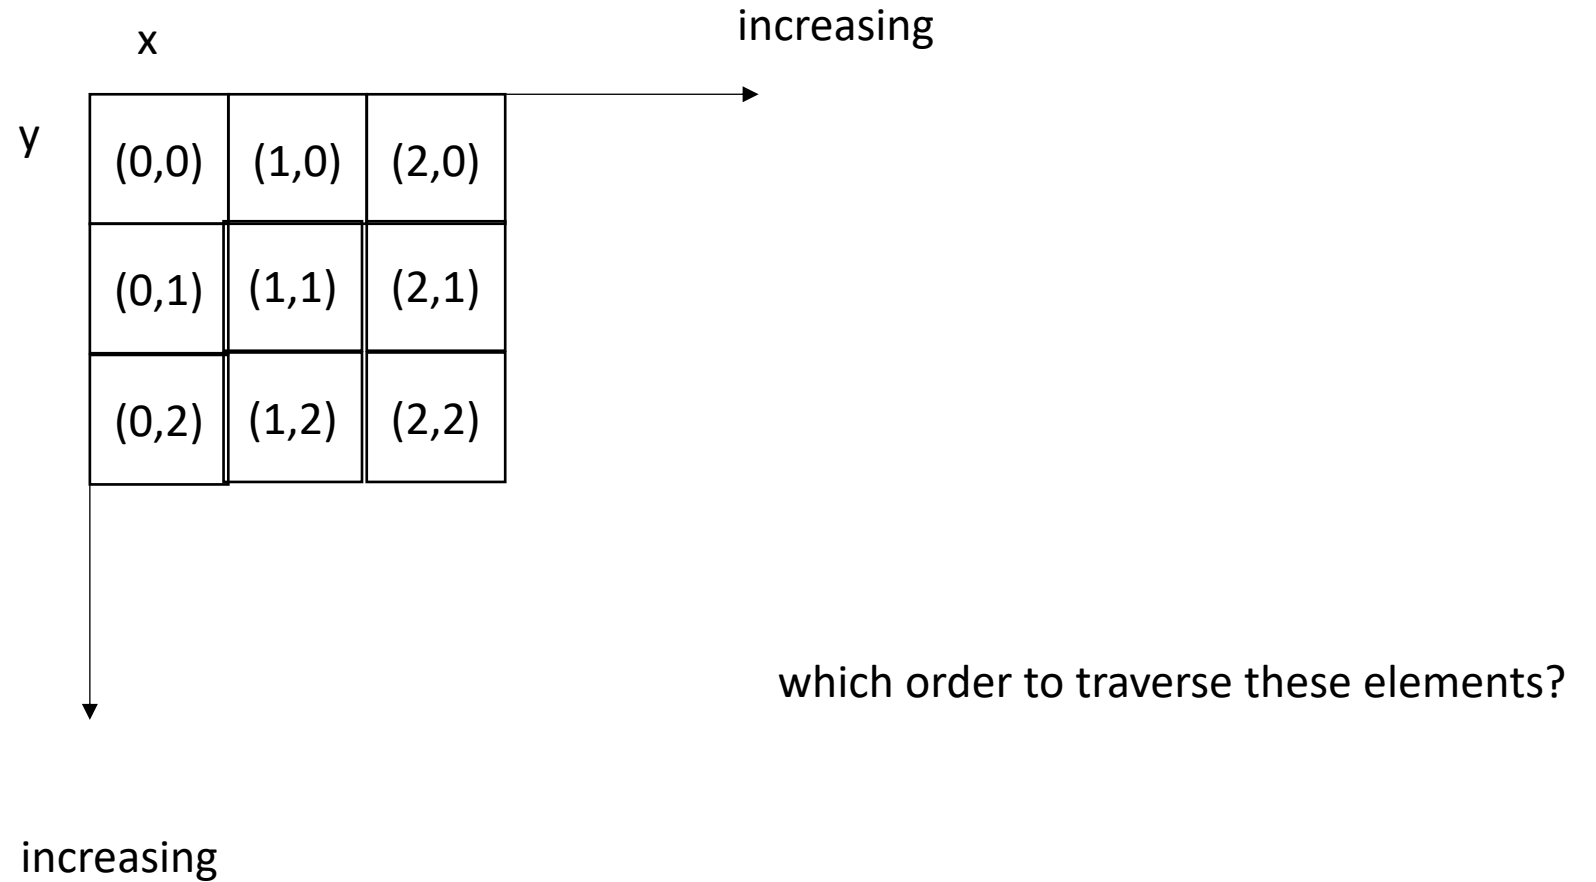 increasing
x
y
(0,0) (1,0) (2,0)
(0,1) (1,1) (2,1)
(0,2) (1,2) (2,2)
which order to traverse these elements?
increasing